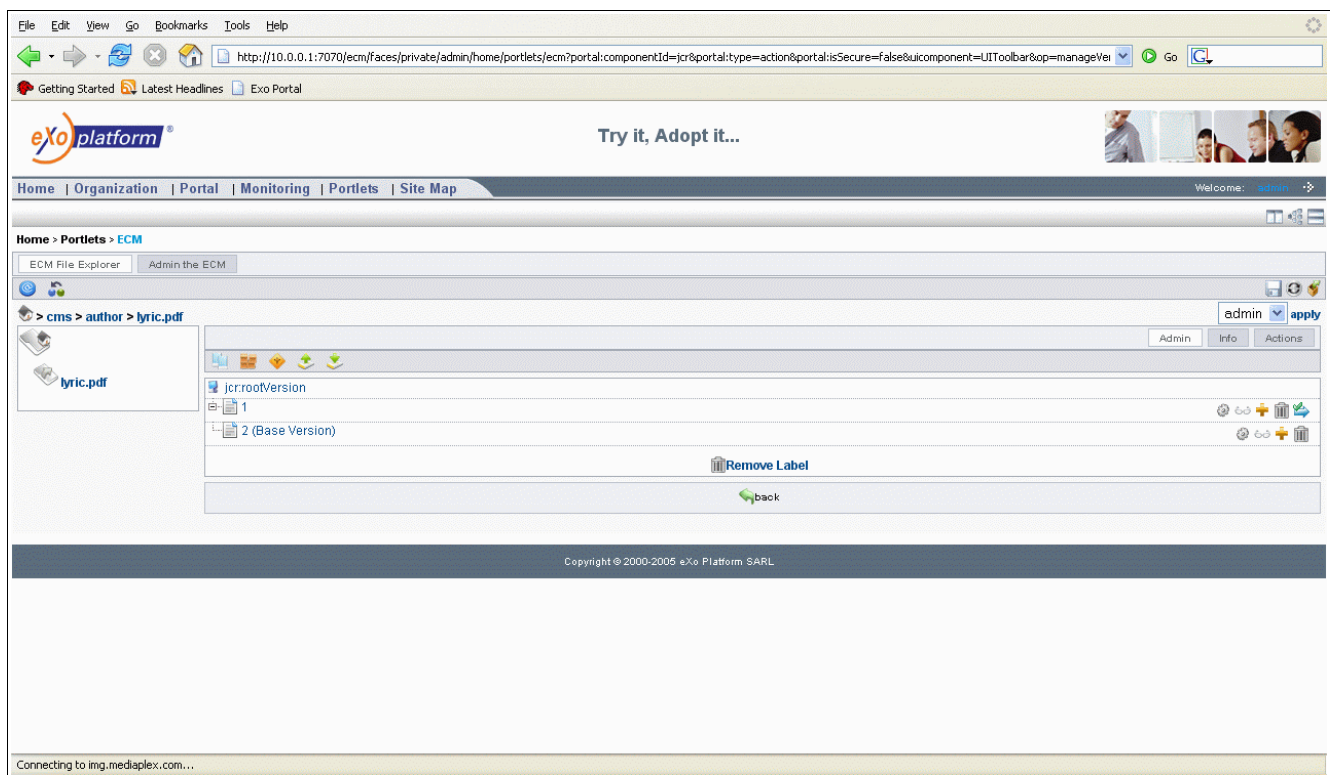 File Edit View Go Bookmarks Tools Help
http://10.0.0.1:7070/ecm/faces/private/admin/home/portlets/ecm?portal:componentId=jcr&portal:type=action&portal:isSecure=false&uicomponent=UIToolbar&op=manageVe Go G
Getting Started Latest Headlines Exo Portal
eXo platform ® Try it, Adopt it...
Home | Organization | Portal | Monitoring | Portlets | Site Map Welcome: admin
Home > Portlets > ECM
ECM File Explorer Admin the ECM
> cms > author > lyric.pdf admin apply
Admin Info Actions
lyric.pdf
jcr:rootVersion
1
2 (Base Version)
Remove Label
back
Copyright © 2000-2005 eXo Platform SARL
Connecting to img.mediaplex.com...